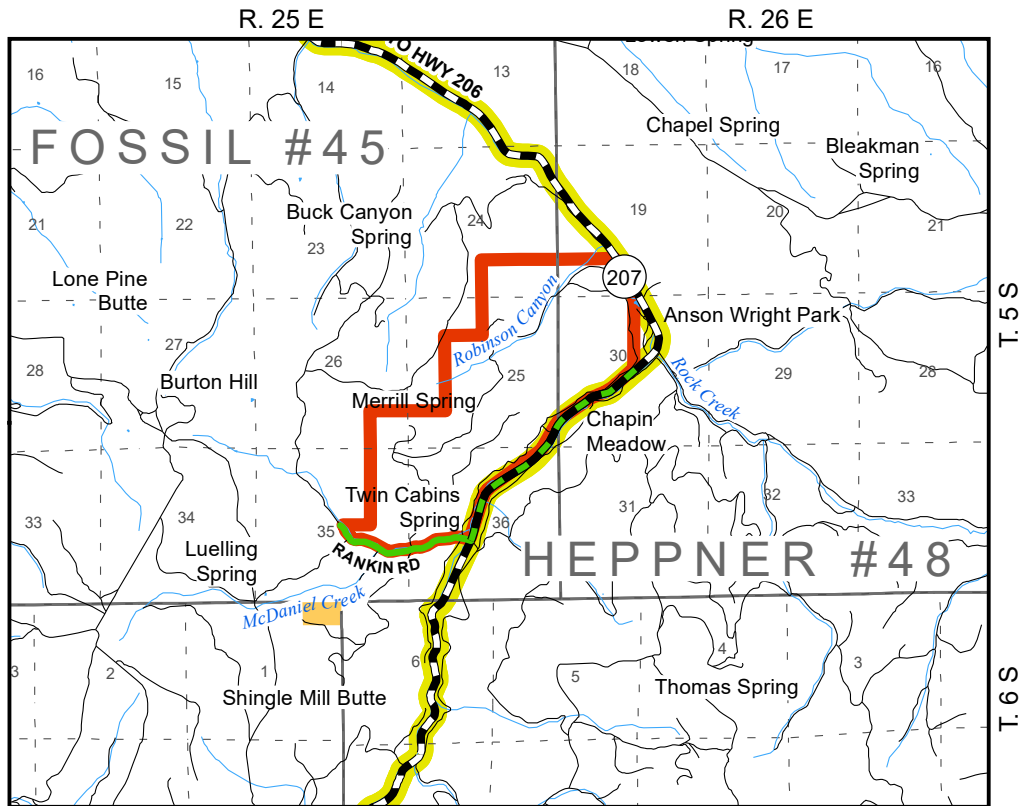 R. 25 E
R. 26 E
TO HWY 206
Spring
16
15
14
13
18
17
16
FOSSIL #45
Chapel Spring
Bleakman
Spring
21
22
23
24
19
20
21
Buck Canyon
Spring
Lone Pine
Butte
207
Robinson Canyon
Anson Wright Park
T. 5 S
28
27
26
25
30
29
28
Burton Hill
Merrill Spring
Rock Creek
Chapin
Meadow
Twin Cabins
Spring
33
34
35
36
31
32
33
RANKIN RD
Luelling
Spring
HEPPNER #48
McDaniel Creek
3
2
1
6
5
4
3
Shingle Mill Butte
Thomas Spring
T. 6 S